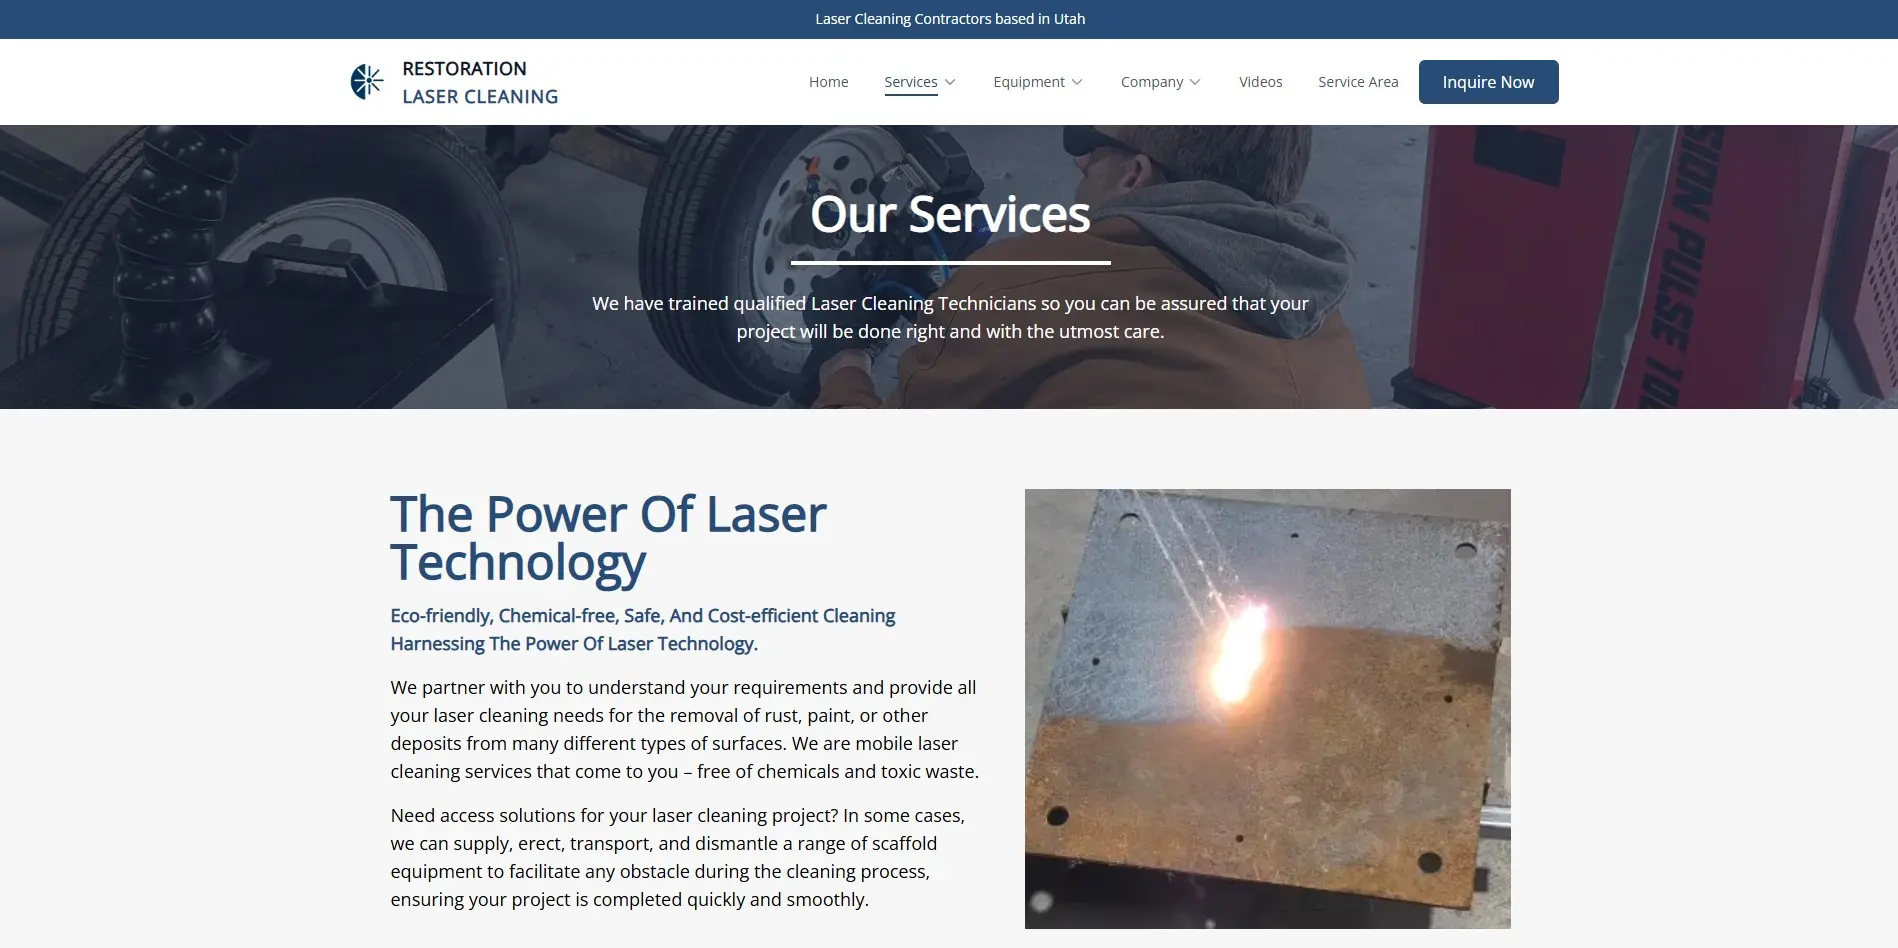 Laser Cleaning Contractors based in Utah
RESTORATION
LASER CLEANING
Home
Services
Equipment
Company
Videos
Service Area
Inquire Now
SION PULSE 100
Our Services
We have trained qualified Laser Cleaning Technicians so you can be assured that your
project will be done right and with the utmost care.
The Power Of Laser
Technology
Eco-friendly, Chemical-free, Safe, And Cost-efficient Cleaning
Harnessing The Power Of Laser Technology.
We partner with you to understand your requirements and provide all
your laser cleaning needs for the removal of rust, paint, or other
deposits from many different types of surfaces. We are mobile laser
cleaning services that come to you – free of chemicals and toxic waste.
Need access solutions for your laser cleaning project? In some cases,
we can supply, erect, transport, and dismantle a range of scaffold
equipment to facilitate any obstacle during the cleaning process,
ensuring your project is completed quickly and smoothly.